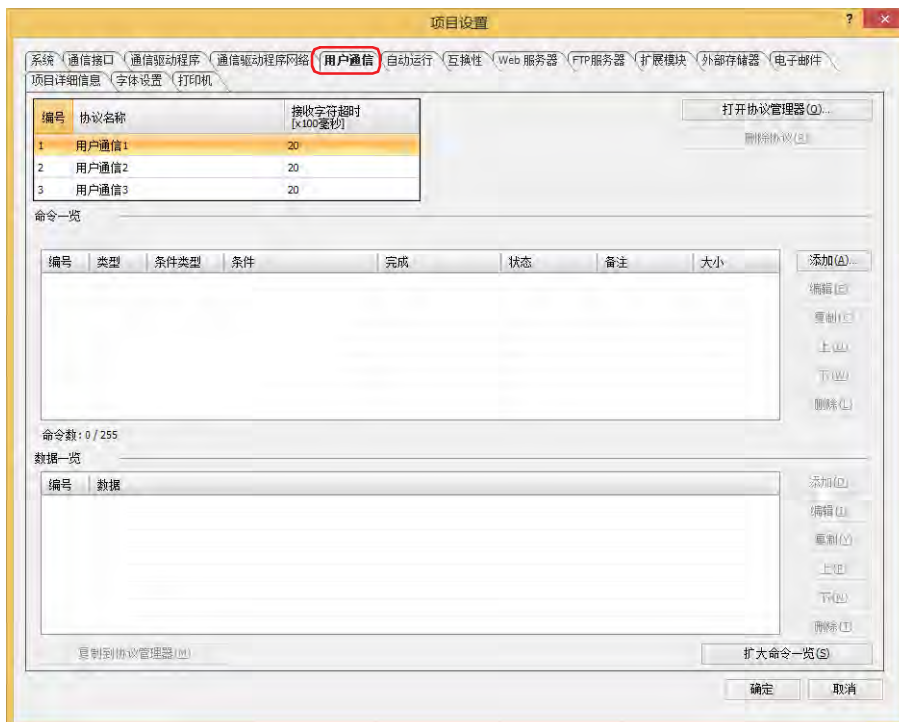 项目设置
? ×
系统 通信接口 通信驱动程序 通信驱动程序网络 用户通信 自动运行 互换性 Web 服务器 FTP服务器 扩展模块 外部存储器 电子邮件
项目详细信息 字体设置 打印机
编号 协议名称 接收字符超时
[x100毫秒]
1 用户通信1 20
2 用户通信2 20
3 用户通信3 20
打开协议管理器(O)...
删除协议(R)
命令一览
编号 类型 条件类型 条件 完成 状态 备注 大小
添加(A)...
编辑(E)
复制(C)
上(U)
下(W)
删除(L)
命令数: 0 / 255
数据一览
编号 数据
添加(D)
编辑(I)
复制(Y)
上(P)
下(N)
删除(T)
复制到协议管理器(M)
扩大命令一览(S)
确定 取消